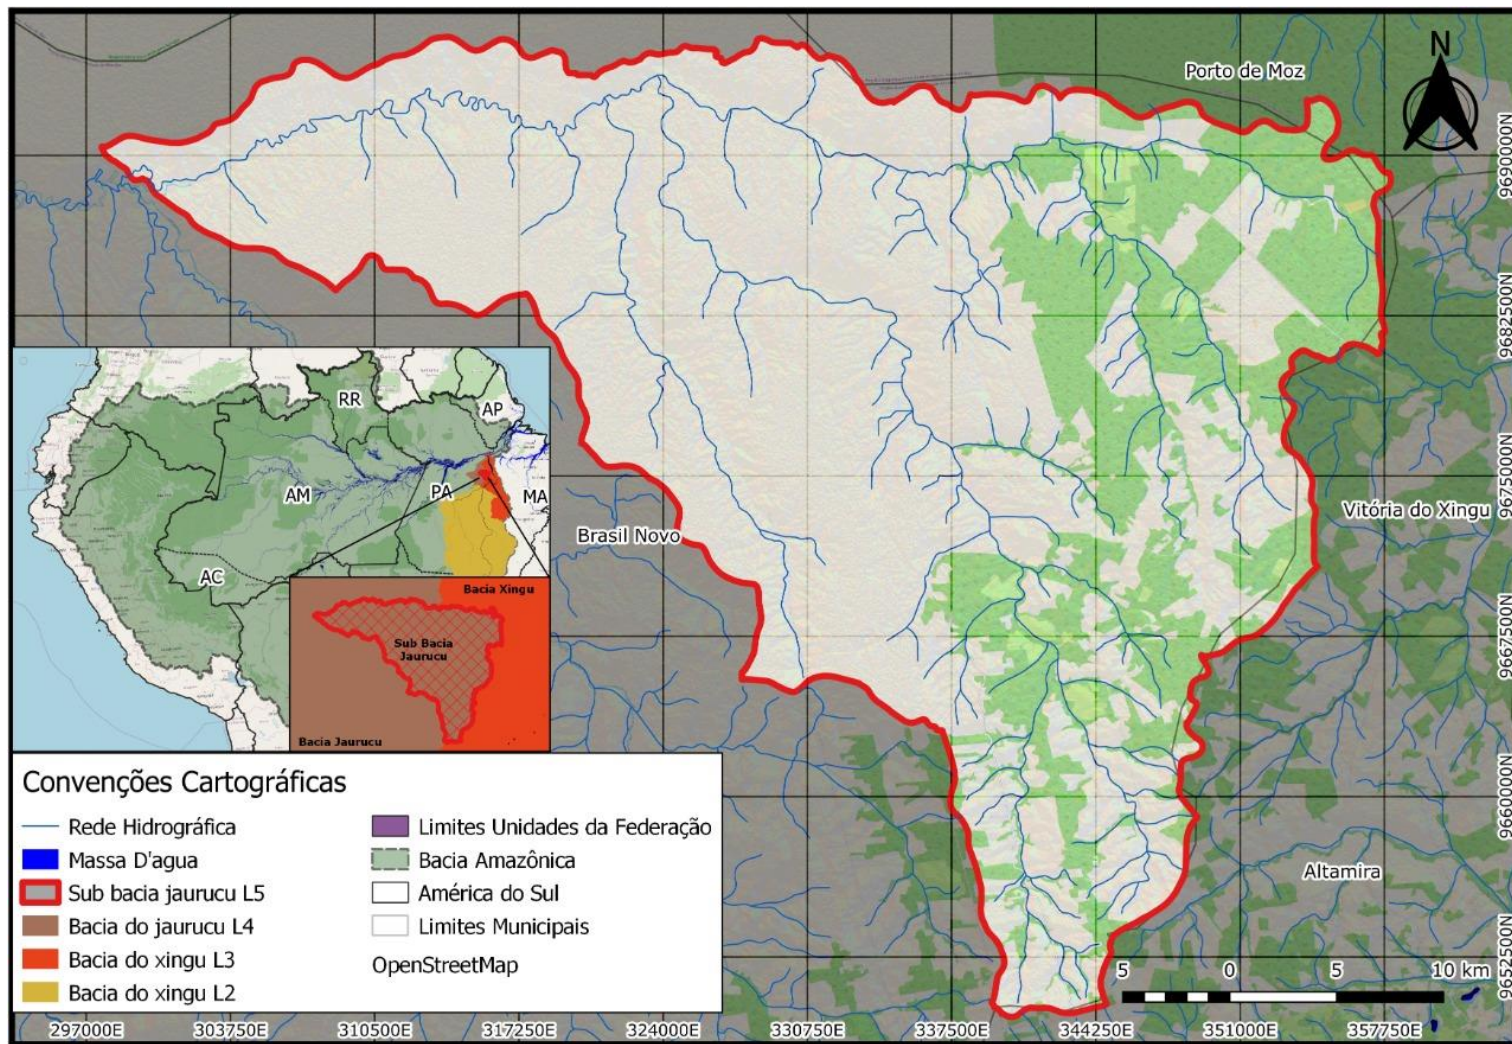 N
Porto de Moz
Vitória do Xingu
Brasil Novo
Altamira
9690000N
9682500N
9675000N
9667500N
9660000N
9652500N
RR
AP
AM
PA
MA
AC
Bacia Xingu
Sub Bacia
Jaurucu
Bacia Jaurucu
Convenções Cartográficas
Rede Hidrográfica
Massa D'agua
Sub bacia jaurucu L5
Bacia do jaurucu L4
Bacia do xingu L3
Bacia do xingu L2
Limites Unidades da Federação
Bacia Amazônica
América do Sul
Limites Municipais
OpenStreetMap
5 0 5 10 km
297000E 303750E 310500E 317250E 324000E 330750E 337500E 344250E 351000E 357750E